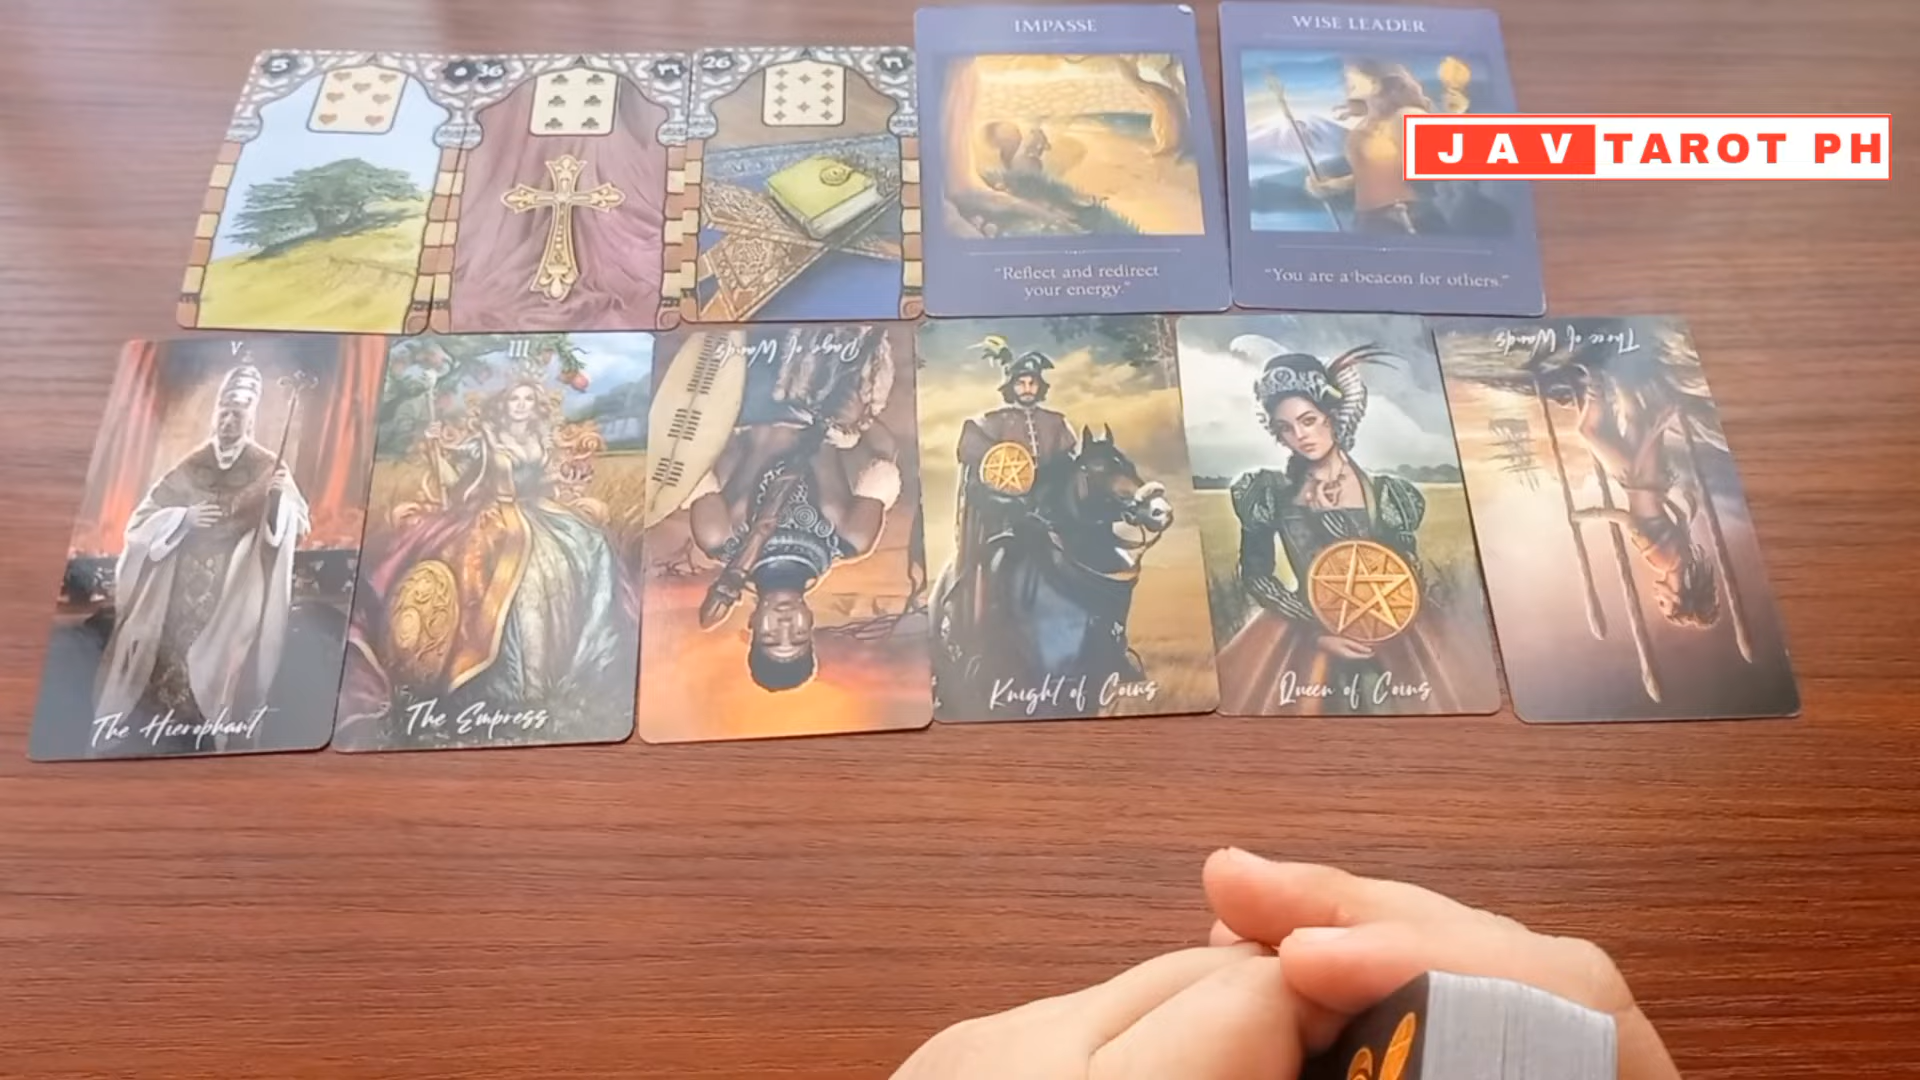 5
36
26
IMPASSE
"Reflect and redirect
your energy."
WISE LEADER
"You are a beacon for others."
JAV TAROT PH
V
The Hierophant
III
The Empress
Page of Wands
Knight of Coins
Queen of Coins
Three of Wands